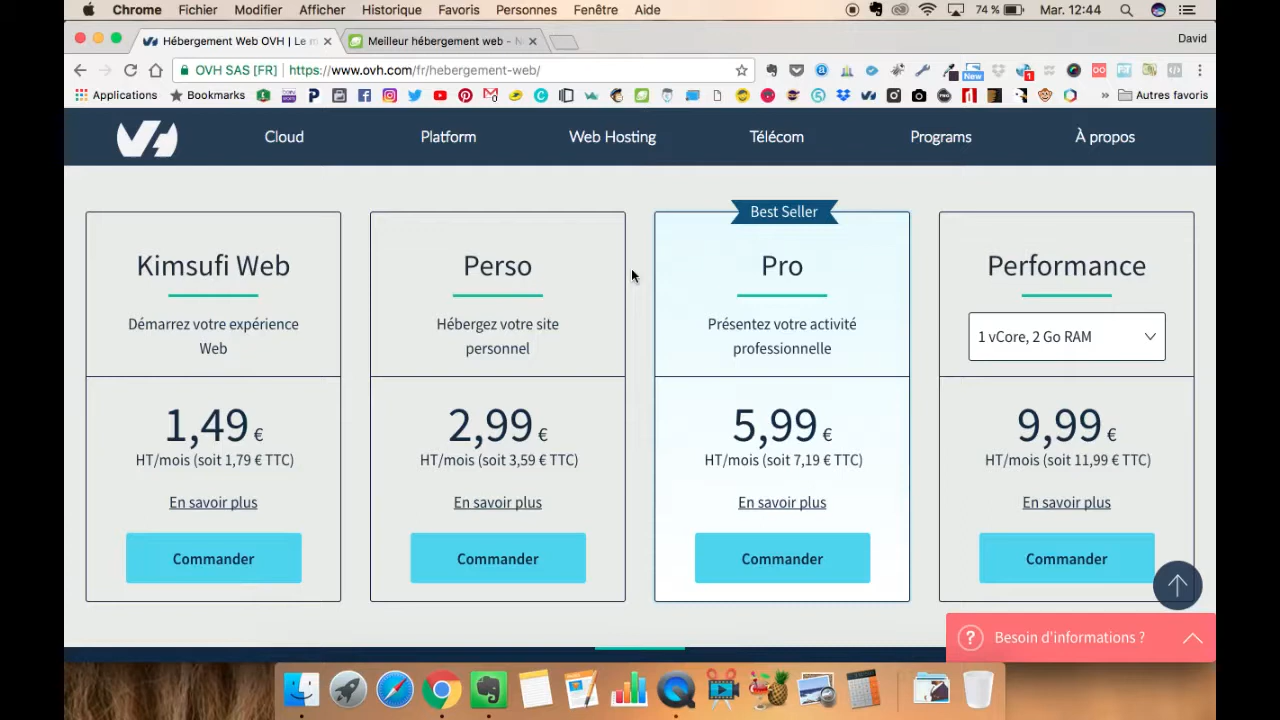 Chrome Fichier Modifier Afficher Historique Favoris Personnes Fenêtre Aide 74 % Mar. 12:44
Hébergement Web OVH | Le m Meilleur hébergement web - David
OVH SAS [FR] https://www.ovh.com/fr/hebergement-web/ New 1
Applications Bookmarks » Autres favoris
Cloud Platform Web Hosting Télécom Programs À propos
Best Seller
Kimsufi Web Perso Pro Performance
Démarrez votre expérience Hébergez votre site Présentez votre activité 1 vCore, 2 Go RAM
Web personnel professionnelle
1,49 € 2,99 € 5,99 € 9,99 €
HT/mois (soit 1,79 € TTC) HT/mois (soit 3,59 € TTC) HT/mois (soit 7,19 € TTC) HT/mois (soit 11,99 € TTC)
En savoir plus En savoir plus En savoir plus En savoir plus
Commander Commander Commander Commander
? Besoin d'informations ?